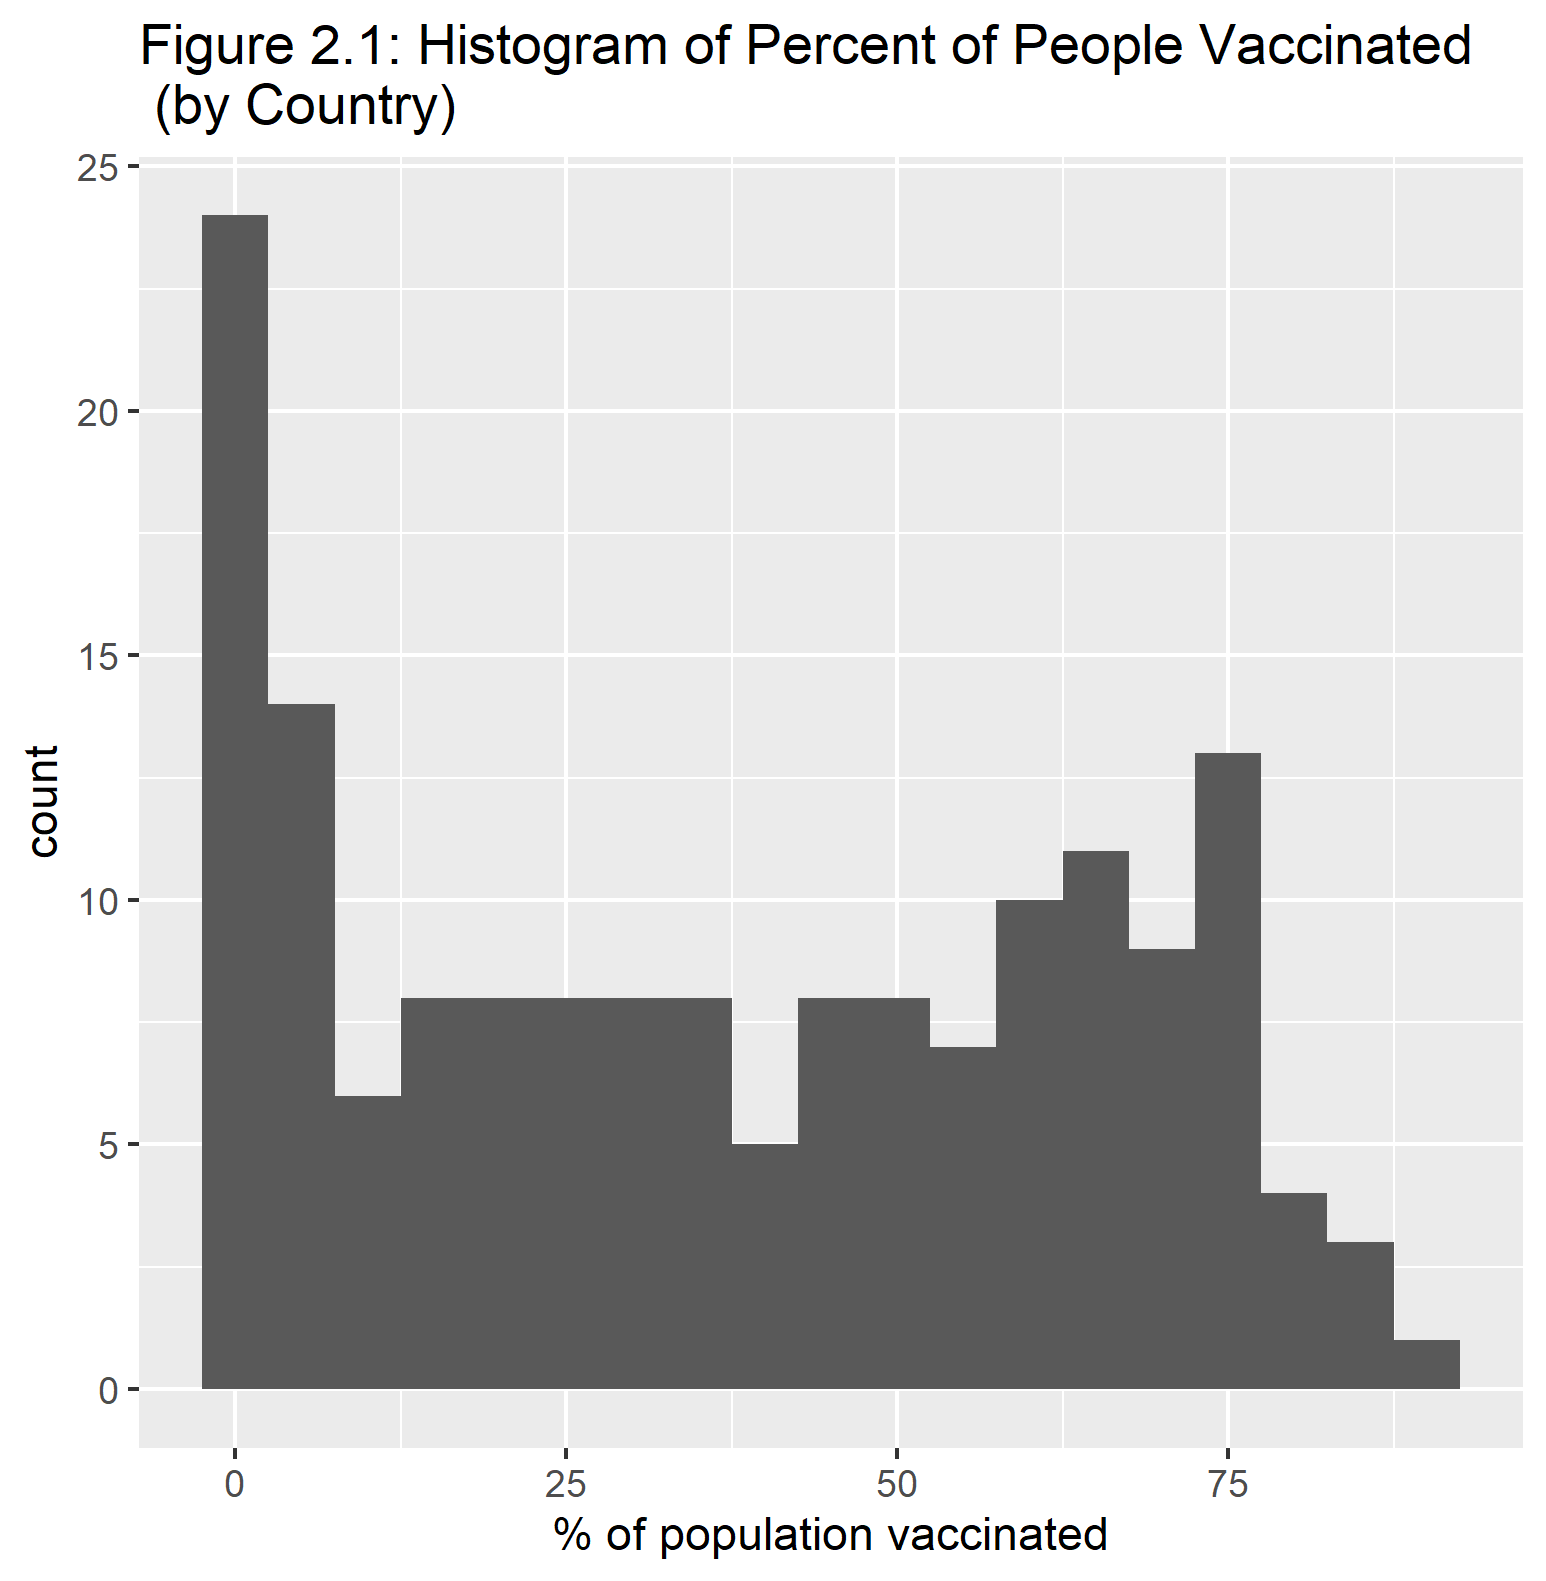 Figure 2.1: Histogram of Percent of People Vaccinated
(by Country)
25
20
15
10
5
0
count
0 25 50 75
% of population vaccinated